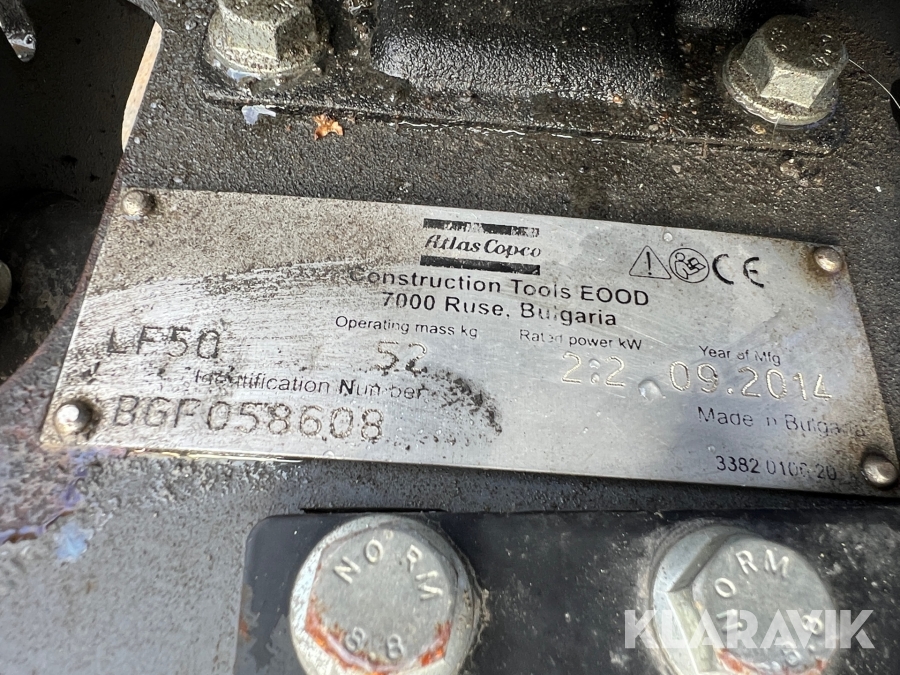 Atlas Copco
Construction Tools EOOD
7000 Ruse, Bulgaria
CE
Operating mass kg Rated power kW Year of Mfg
LF50 52 2.2 09.2014
Identification Number
BGF058608 Made in Bulgaria
3382 0100 20
NORM
8.8
NORM
8.8
KLARAVIK